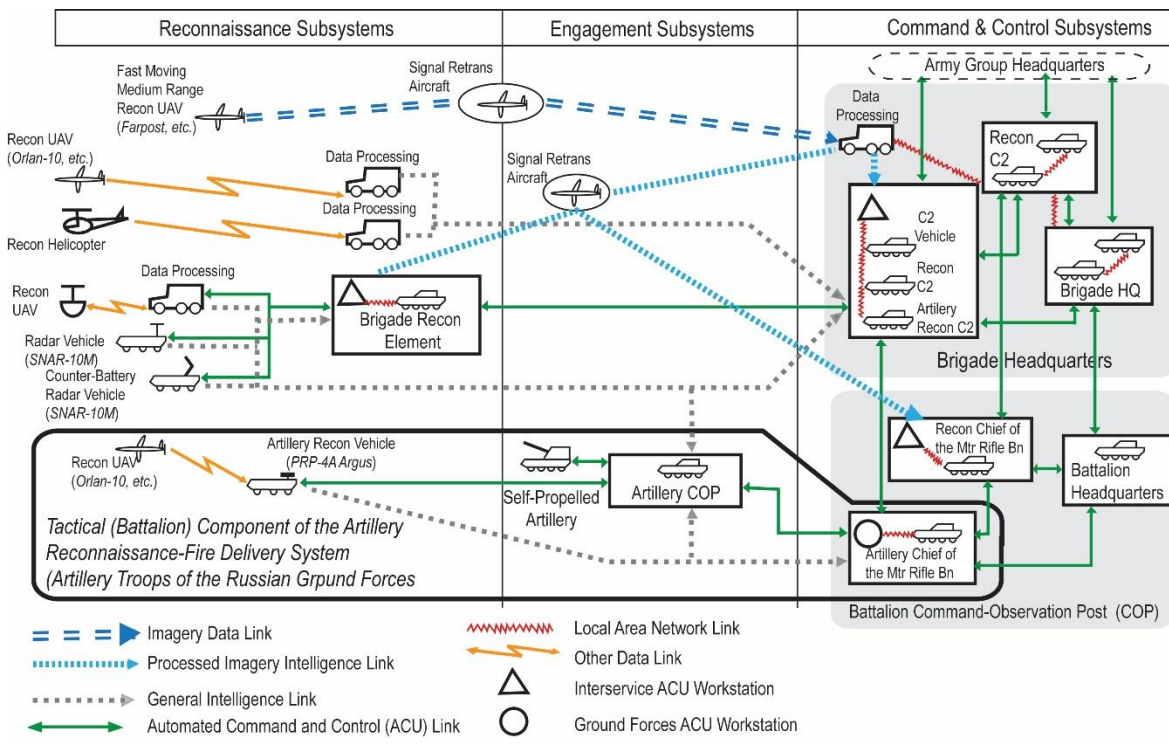 Reconnaissance Subsystems
Engagement Subsystems
Command & Control Subsystems
Fast Moving
Medium Range
Recon UAV
(Farpost, etc.)
Signal Retrans
Aircraft
Army Group Headquarters
Data
Processing
Recon
C2
Recon UAV
(Orlan-10, etc.)
Data Processing
Signal Retrans
Aircraft
Data Processing
Recon Helicopter
C2
Vehicle
Recon
C2
Artilery
Recon C2
Brigade HQ
Brigade Headquarters
Data Processing
Recon
UAV
Brigade Recon
Element
Radar Vehicle
(SNAR-10M)
Counter-Battery
Radar Vehicle
(SNAR-10M)
Recon Chief of
the Mtr Rifle Bn
Battalion
Headquarters
Artillery Recon Vehicle
(PRP-4A Argus)
Recon UAV
(Orlan-10, etc.)
Self-Propelled
Artillery
Artillery COP
Artillery Chief of
the Mtr Rifle Bn
Tactical (Battalion) Component of the Artillery
Reconnaissance-Fire Delivery System
(Artillery Troops of the Russian Grpund Forces
Battalion Command-Observation Post (COP)
Imagery Data Link
Processed Imagery Intelligence Link
General Intelligence Link
Automated Command and Control (ACU) Link
Local Area Network Link
Other Data Link
Interservice ACU Workstation
Ground Forces ACU Workstation